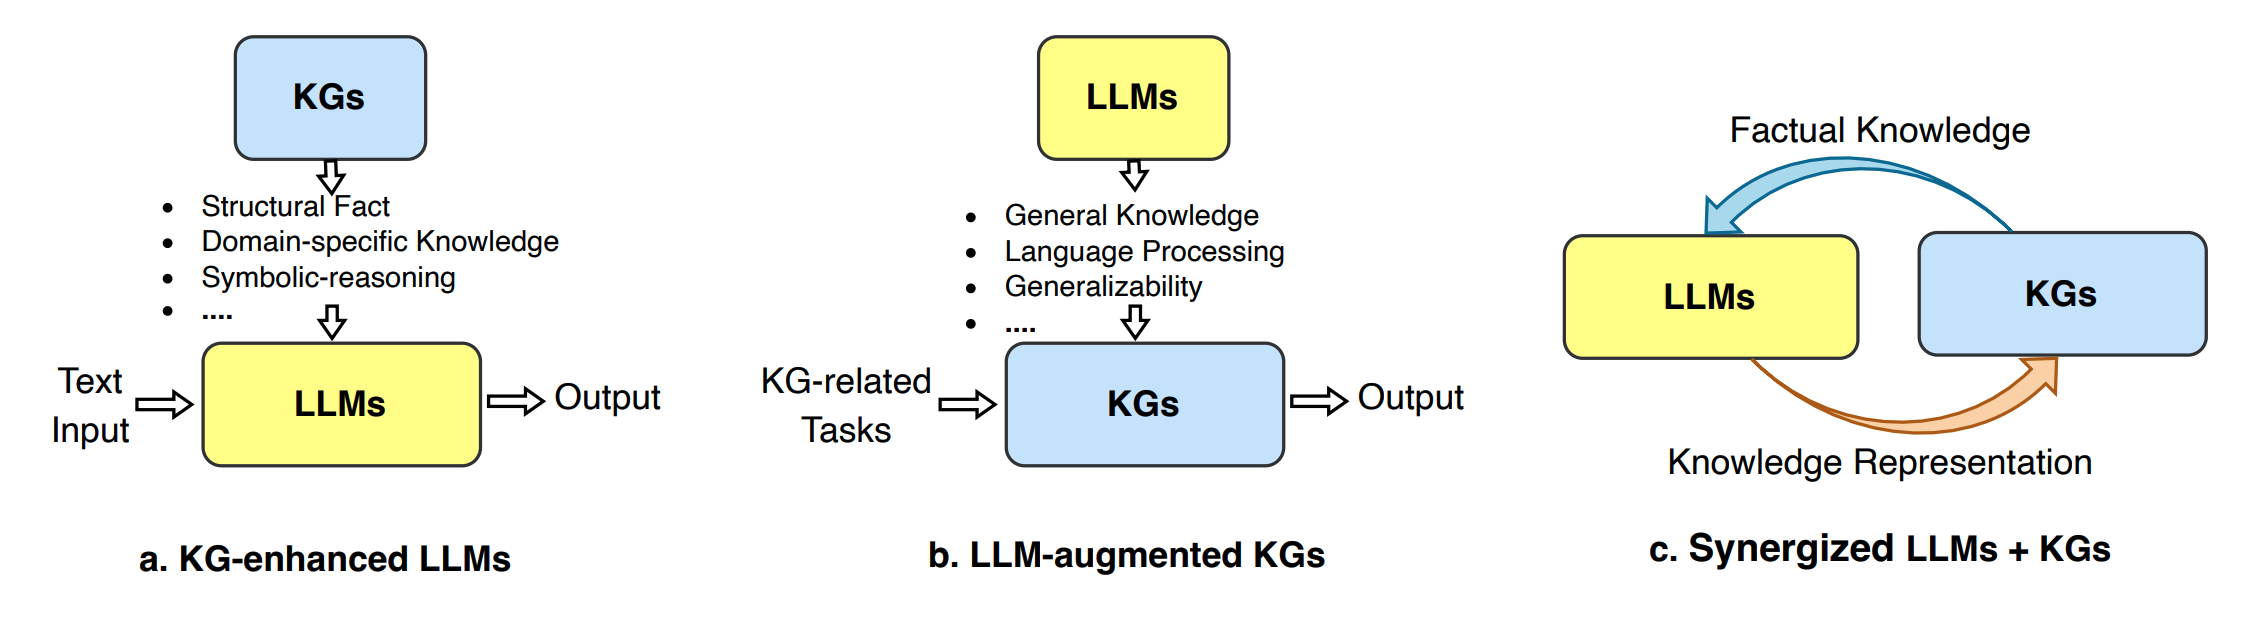 KGs
• Structural Fact
• Domain-specific Knowledge
• Symbolic-reasoning
• ....
Text
Input
LLMs
Output
a. KG-enhanced LLMs
LLMs
• General Knowledge
• Language Processing
• Generalizability
• ....
KG-related
Tasks
KGs
Output
b. LLM-augmented KGs
Factual Knowledge
LLMs
KGs
Knowledge Representation
c. Synergized LLMs + KGs